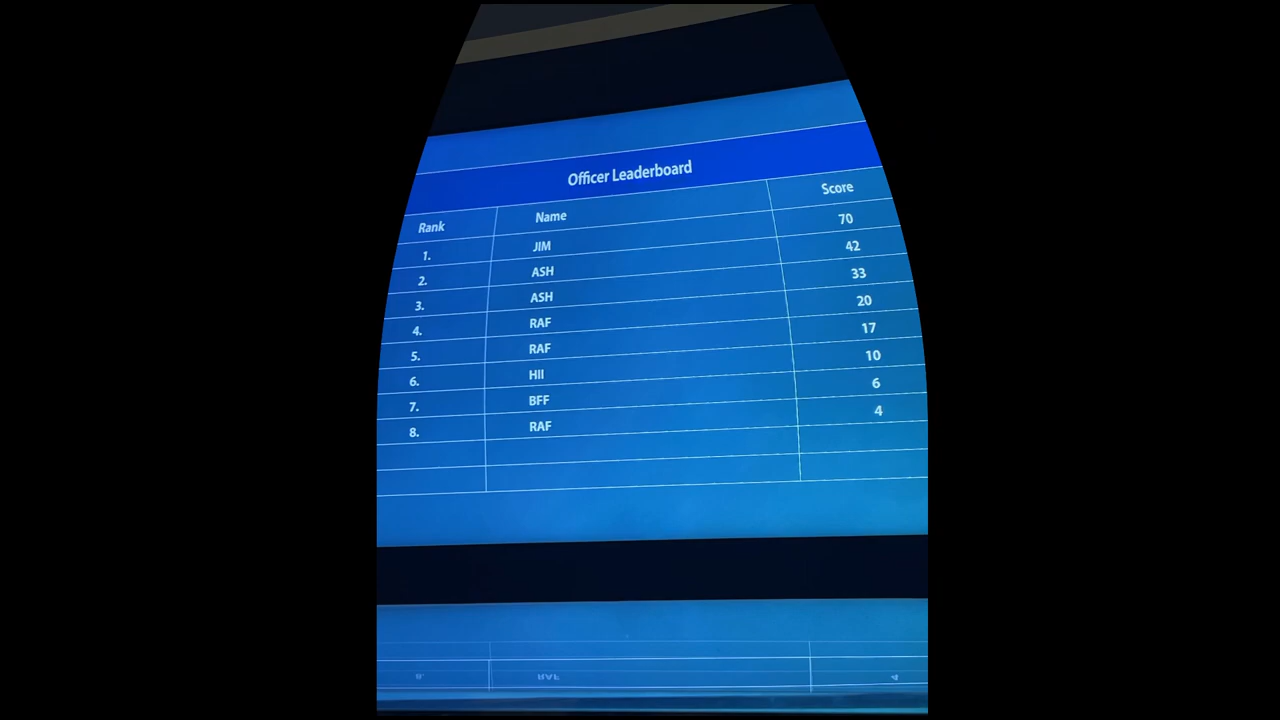 Officer Leaderboard
Rank Name Score
1. JIM 70
2. ASH 42
3. ASH 33
4. RAF 20
5. RAF 17
6. HII 10
7. BFF 6
8. RAF 4